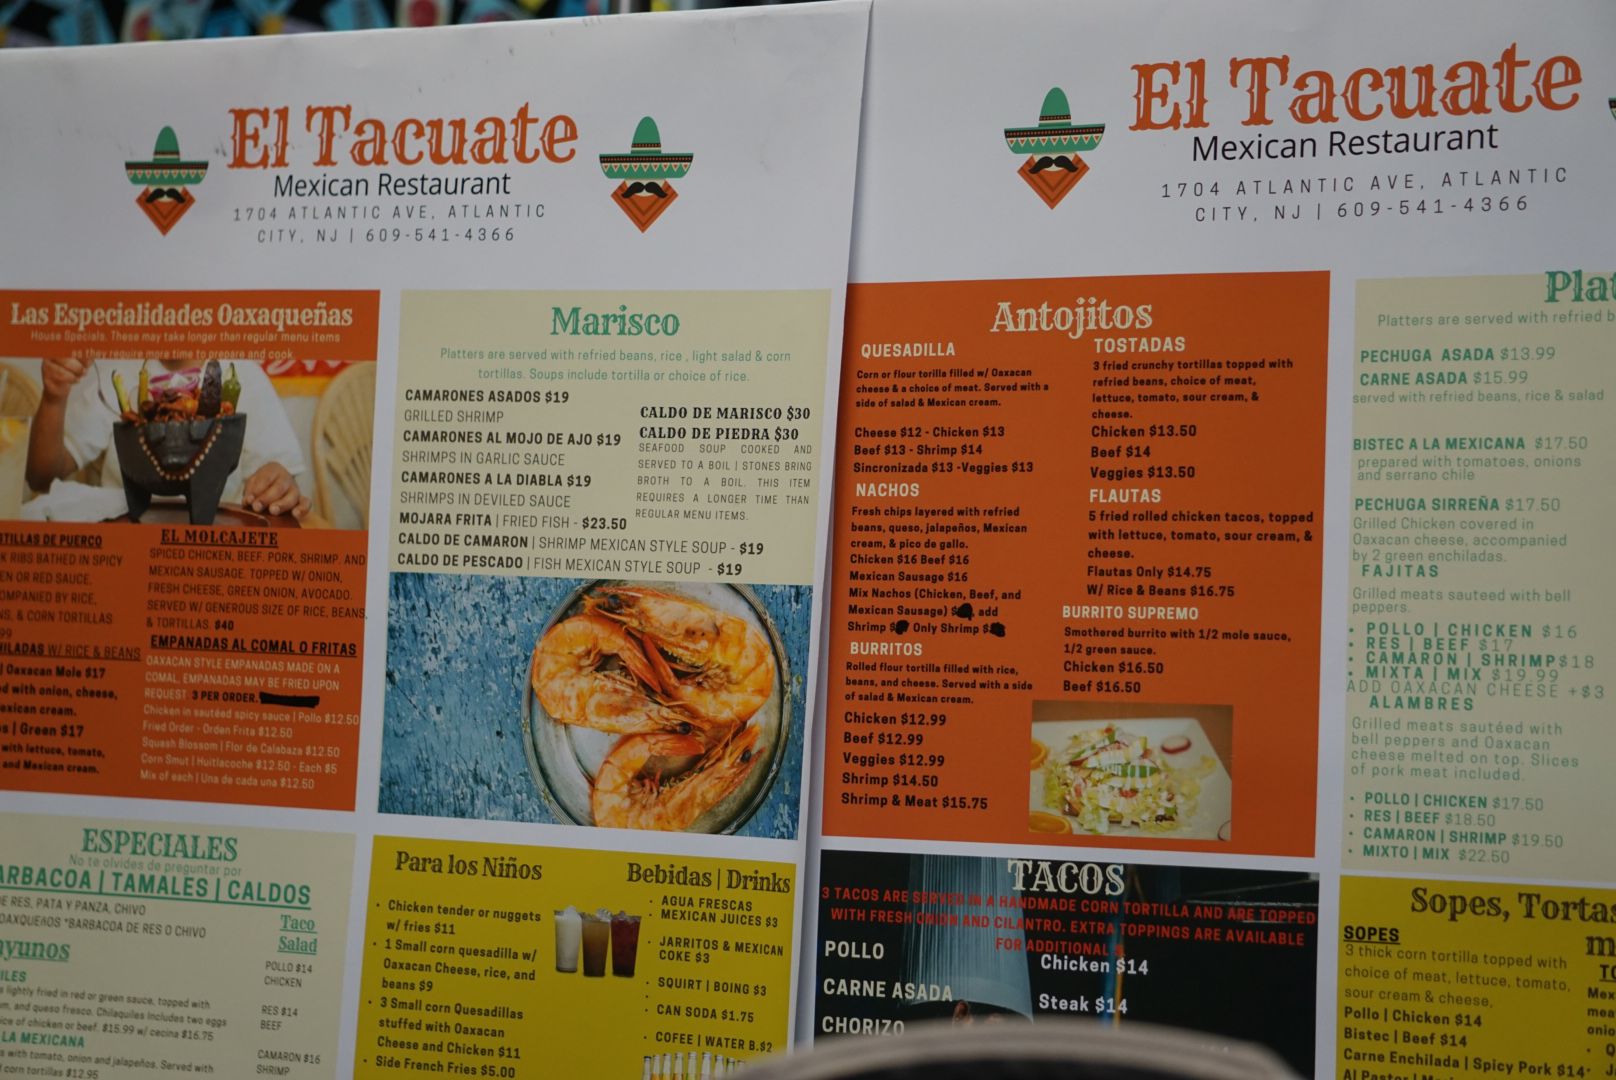 El Tacuate
Mexican Restaurant
1704 ATLANTIC AVE, ATLANTIC
CITY, NJ | 609-541-4366
Las Especialidades Oaxaqueñas
House Specials. These may take longer than regular menu items
as they require more time to prepare and cook.
TILLAS DE PUERCO
K RIBS BATHED IN SPICY
EN OR RED SAUCE,
OMPANIED BY RICE,
NS, & CORN TORTILLAS
99
HILADAS W/ RICE & BEANS
| Oaxacan Mole $17
d with onion, cheese,
exican cream.
s | Green $17
with lettuce, tomato,
and Mexican cream.
EL MOLCAJETE
SPICED CHICKEN, BEEF, PORK, SHRIMP, AND
MEXICAN SAUSAGE. TOPPED W/ ONION,
FRESH CHEESE, GREEN ONION, AVOCADO.
SERVED W/ GENEROUS SIZE OF RICE, BEANS,
& TORTILLAS. $40
EMPANADAS AL COMAL O FRITAS
OAXACAN STYLE EMPANADAS MADE ON A
COMAL, EMPANADAS MAY BE FRIED UPON
REQUEST. 3 PER ORDER.
Chicken in sautéed spicy sauce | Pollo $12.50
Fried Order - Orden Frita $12.50
Squash Blossom | Flor de Calabaza $12.50
Corn Smut | Huitlacoche $12.50 - Each $5
Mix of each | Una de cada una $12.50
Marisco
Platters are served with refried beans, rice , light salad & corn
tortillas. Soups include tortilla or choice of rice.
CAMARONES ASADOS $19
GRILLED SHRIMP
CAMARONES AL MOJO DE AJO $19
SHRIMPS IN GARLIC SAUCE
CAMARONES A LA DIABLA $19
SHRIMPS IN DEVILED SAUCE
MOJARA FRITA | FRIED FISH - $23.50
CALDO DE CAMARON | SHRIMP MEXICAN STYLE SOUP - $19
CALDO DE PESCADO | FISH MEXICAN STYLE SOUP - $19
CALDO DE MARISCO $30
CALDO DE PIEDRA $30
SEAFOOD SOUP COOKED AND
SERVED TO A BOIL | STONES BRING
BROTH TO A BOIL. THIS ITEM
REQUIRES A LONGER TIME THAN
REGULAR MENU ITEMS.
ESPECIALES
No te olvides de preguntar por
ARBACOA | TAMALES | CALDOS
DE RES, PATA Y PANZA, CHIVO
OAXQUEÑOS *BARBACOA DE RES O CHIVO
yunos
ILES
s lightly fried in red or green sauce, topped with
m, and queso fresco. Chilaquiles Includes two eggs
ice of chicken or beef. $15.99 w/ cecina $16.75
LA MEXICANA
s with tomato, onion and jalapeños. Served with
corn tortillas $12.95
Taco
Salad
POLLO $14
CHICKEN
RES $14
BEEF
CAMARON $16
SHRIMP
Para los Niños
• Chicken tender or nuggets
w/ fries $11
• 1 Small corn quesadilla w/
Oaxacan Cheese, rice, and
beans $9
• 3 Small corn Quesadillas
stuffed with Oaxacan
Cheese and Chicken $11
• Side French Fries $5.00
Bebidas | Drinks
• AGUA FRESCAS
• MEXICAN JUICES $3
• JARRITOS & MEXICAN
COKE $3
• SQUIRT | BOING $3
• CAN SODA $1.75
• COFEE | WATER B.$2
El Tacuate
Mexican Restaurant
1704 ATLANTIC AVE, ATLANTIC
CITY, NJ | 609-541-4366
Antojitos
QUESADILLA
Corn or flour torilla filled w/ Oaxacan
cheese & a choice of meat. Served with a
side of salad & Mexican cream.
Cheese $12 - Chicken $13
Beef $13 - Shrimp $14
Sincronizada $13 -Veggies $13
NACHOS
Fresh chips layered with refried
beans, queso, jalapeños, Mexican
cream, & pico de gallo.
Chicken $16 Beef $16
Mexican Sausage $16
Mix Nachos (Chicken, Beef, and
Mexican Sausage) $ , add
Shrimp $ Only Shrimp $
BURRITOS
Rolled flour tortilla filled with rice,
beans, and cheese. Served with a side
of salad & Mexican cream.
Chicken $12.99
Beef $12.99
Veggies $12.99
Shrimp $14.50
Shrimp & Meat $15.75
TOSTADAS
3 fried crunchy tortillas topped with
refried beans, choice of meat,
lettuce, tomato, sour cream, &
cheese.
Chicken $13.50
Beef $14
Veggies $13.50
FLAUTAS
5 fried rolled chicken tacos, topped
with lettuce, tomato, sour cream, &
cheese.
Flautas Only $14.75
W/ Rice & Beans $16.75
BURRITO SUPREMO
Smothered burrito with 1/2 mole sauce,
1/2 green sauce.
Chicken $16.50
Beef $16.50
TACOS
3 TACOS ARE SERVED IN A HANDMADE CORN TORTILLA AND ARE TOPPED
WITH FRESH ONION AND CILANTRO. EXTRA TOPPINGS ARE AVAILABLE
FOR ADDITIONAL $
POLLO
CARNE ASADA
CHORIZO
Chicken $14
Steak $14
Plat
Platters are served with refried b
PECHUGA ASADA $13.99
CARNE ASADA $15.99
served with refried beans, rice & salad
BISTEC A LA MEXICANA $17.50
prepared with tomatoes, onions
and serrano chile
PECHUGA SIRREÑA $17.50
Grilled Chicken covered in
Oaxacan cheese, accompanied
by 2 green enchiladas.
FAJITAS
Grilled meats sauteed with bell
peppers.
• POLLO | CHICKEN $16
• RES | BEEF $17
• CAMARON | SHRIMP$18
• MIXTA | MIX $19.99
ADD OAXACAN CHEESE +$3
ALAMBRES
Grilled meats sautéed with
bell peppers and Oaxacan
cheese melted on top. Slices
of pork meat included.
• POLLO | CHICKEN $17.50
• RES | BEEF $18.50
• CAMARON | SHRIMP $19.50
• MIXTO | MIX $22.50
Sopes, Tortas
m
SOPES
3 thick corn tortilla topped with
choice of meat, lettuce, tomato,
sour cream & cheese,
Pollo | Chicken $14
Bistec | Beef $14
Carne Enchilada | Spicy Pork $14
Al Pastor
TO
Mex
mea
onio